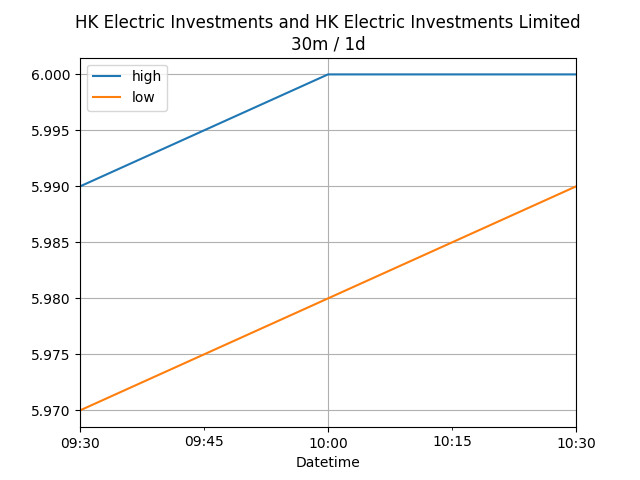 HK Electric Investments and HK Electric Investments Limited
30m / 1d
high
low
6.000
5.995
5.990
5.985
5.980
5.975
5.970
09:30
09:45
10:00
10:15
10:30
Datetime